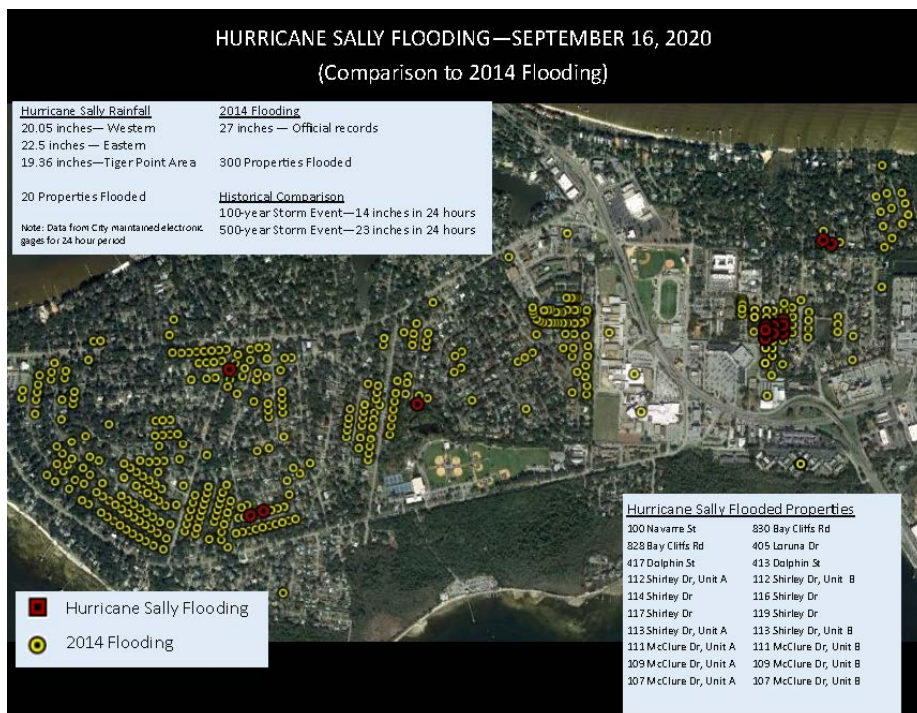 HURRICANE SALLY FLOODING—SEPTEMBER 16, 2020
(Comparison to 2014 Flooding)
Hurricane Sally Rainfall
20.05 inches— Western
22.5 inches — Eastern
19.36 inches—Tiger Point Area
20 Properties Flooded
Note: Data from City maintained electronic
gages for 24 hour period
2014 Flooding
27 inches — Official records
300 Properties Flooded
Historical Comparison
100-year Storm Event—14 inches in 24 hours
500-year Storm Event—23 inches in 24 hours
Hurricane Sally Flooding
2014 Flooding
Hurricane Sally Flooded Properties
100 Navarre St 830 Bay Cliffs Rd
828 Bay Cliffs Rd 405 Loruna Dr
417 Dolphin St 413 Dolphin St
112 Shirley Dr, Unit A 112 Shirley Dr, Unit B
114 Shirley Dr 116 Shirley Dr
117 Shirley Dr 119 Shirley Dr
113 Shirley Dr, Unit A 113 Shirley Dr, Unit B
111 McClure Dr, Unit A 111 McClure Dr, Unit B
109 McClure Dr, Unit A 109 McClure Dr, Unit B
107 McClure Dr, Unit A 107 McClure Dr, Unit B